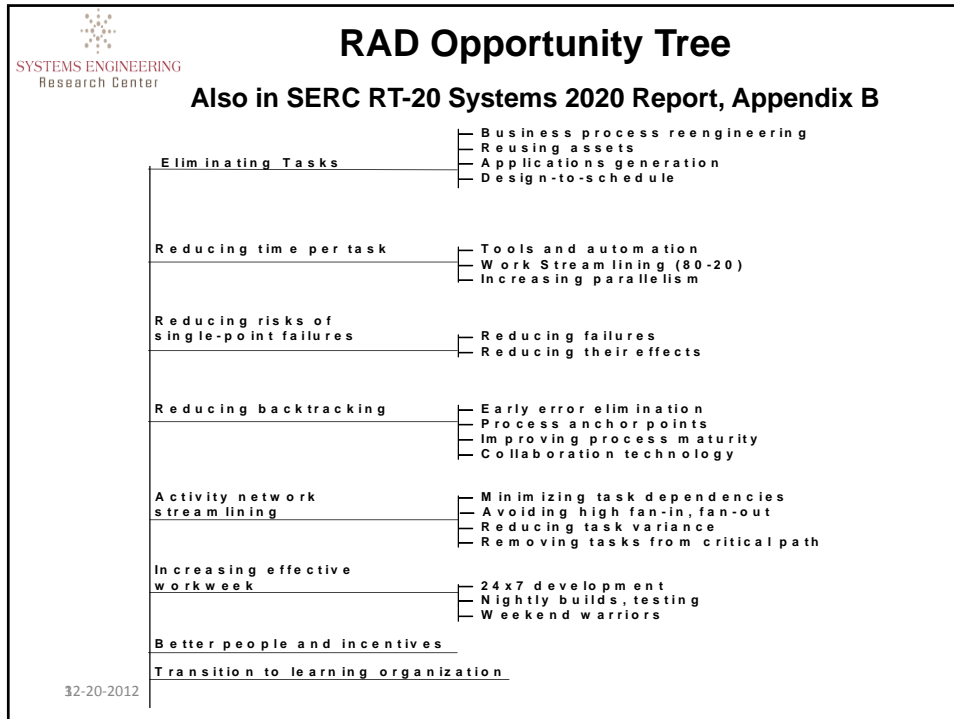 SYSTEMS ENGINEERING
Research Center
RAD Opportunity Tree
Also in SERC RT-20 Systems 2020 Report, Appendix B
Eliminating Tasks
Business process reengineering
Reusing assets
Applications generation
Design-to-schedule
Reducing time per task
Tools and automation
Work Streamlining (80-20)
Increasing parallelism
Reducing risks of
single-point failures
Reducing failures
Reducing their effects
Reducing backtracking
Early error elimination
Process anchor points
Improving process maturity
Collaboration technology
Activity network
streamlining
Minimizing task dependencies
Avoiding high fan-in, fan-out
Reducing task variance
Removing tasks from critical path
Increasing effective
workweek
24x7 development
Nightly builds, testing
Weekend warriors
Better people and incentives
Transition to learning organization
12-20-2012